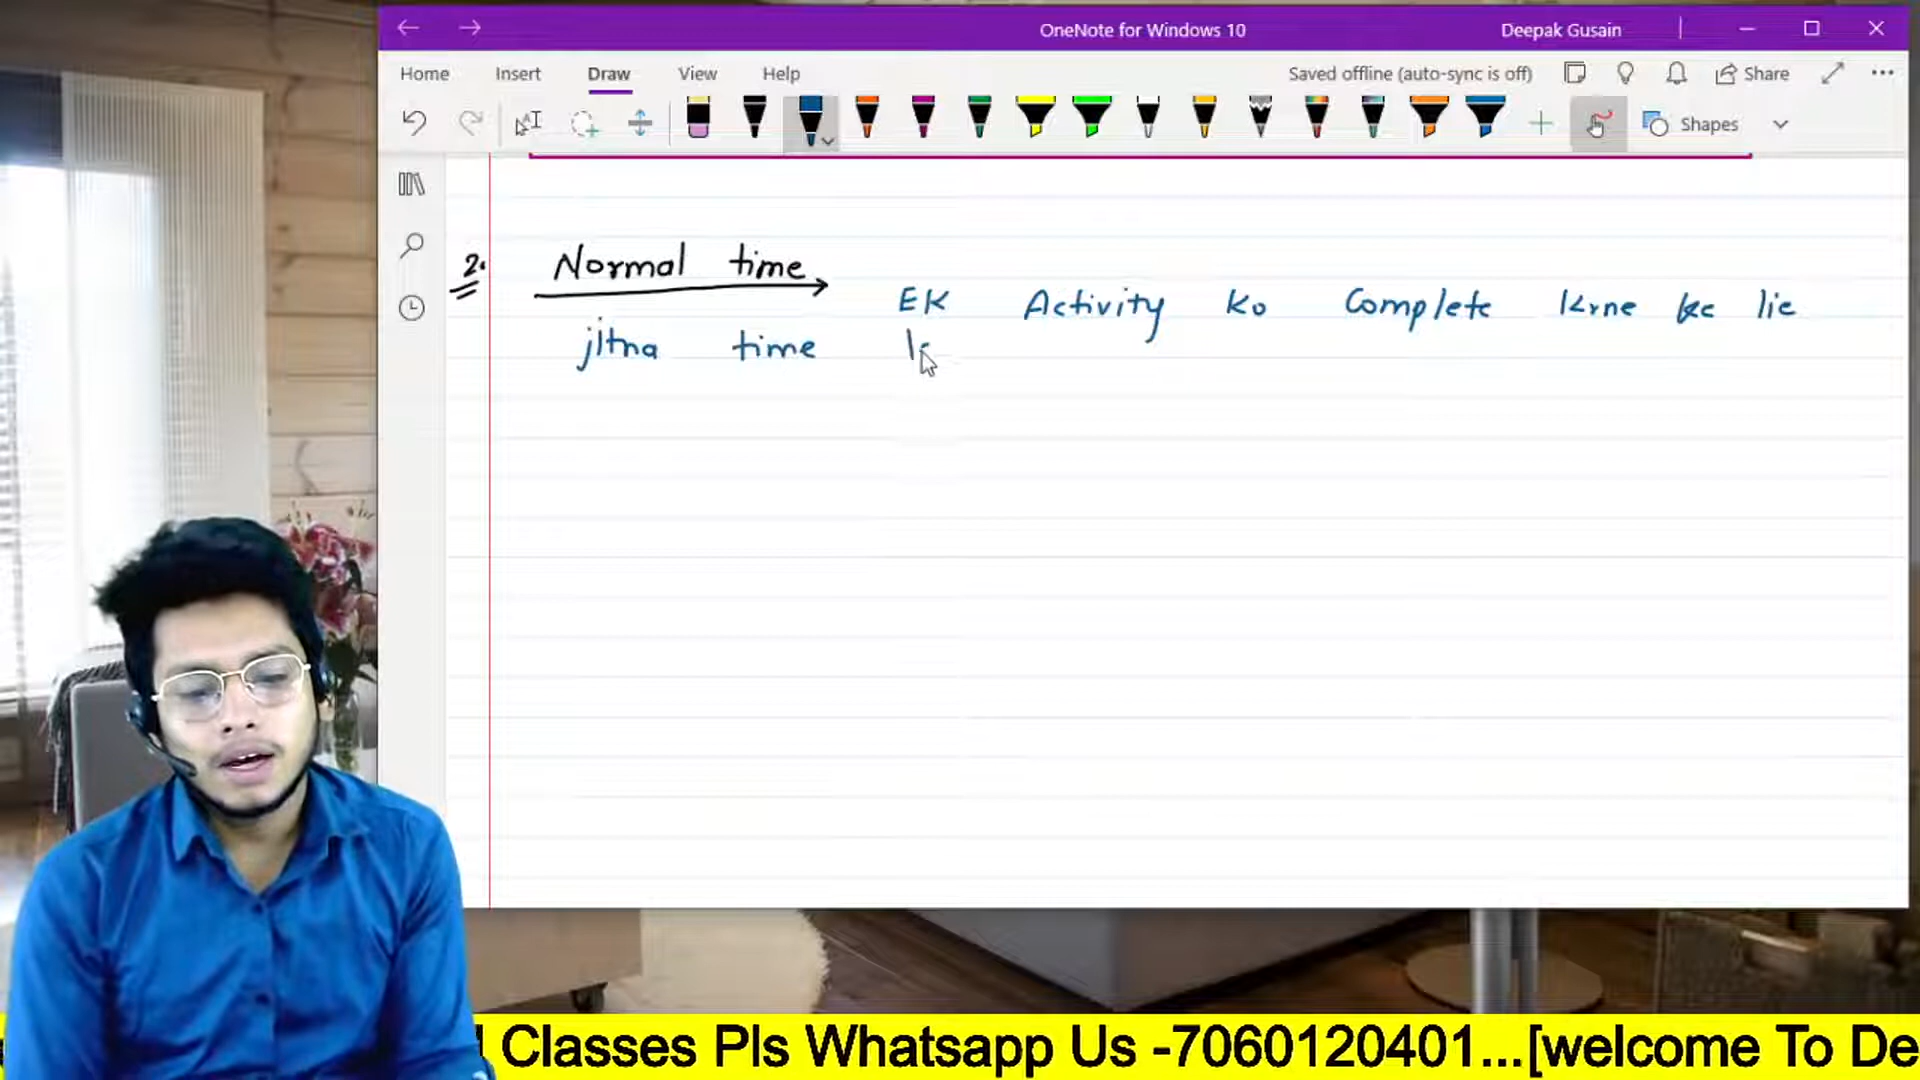 OneNote for Windows 10
Deepak Gusain
Home Insert Draw View Help
Saved offline (auto-sync is off)
Share
Shapes
2. Normal time
EK Activity ko Complete Krne ke lie
jitna time
Classes Pls Whatsapp Us -7060120401...[welcome To De